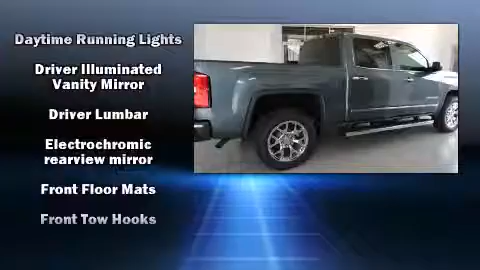 Daytime Running Lights
Driver Illuminated
Vanity Mirror
Driver Lumbar
Electrochromic
rearview mirror
Front Floor Mats
Front Tow Hooks